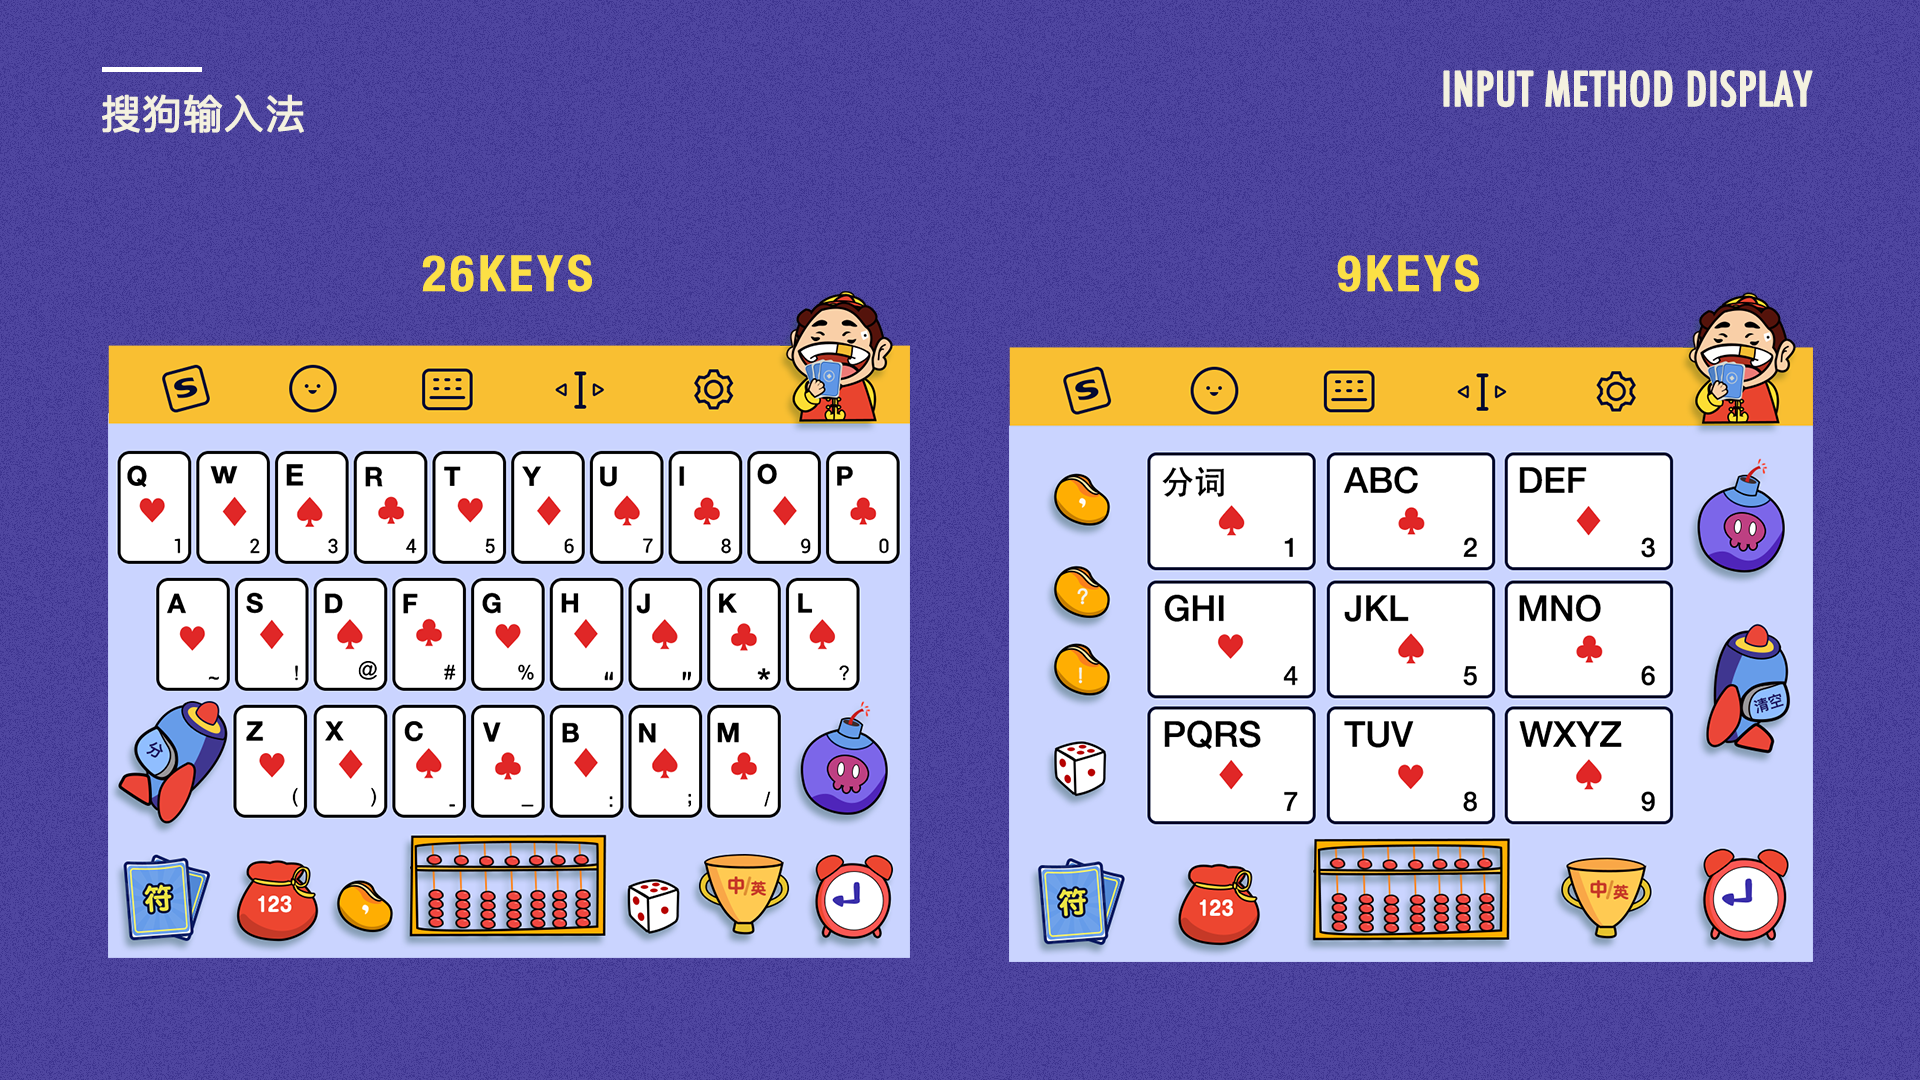 搜狗输入法
INPUT METHOD DISPLAY
26KEYS
S
Q 1
W 2
E 3
R 4
T 5
Y 6
U 7
I 8
O 9
P 0
A ~
S !
D @
F #
G %
H “
J "
K *
L ?
分
Z (
X )
C -
V _
B :
N ;
M /
符
123
,
中/英
9KEYS
S
,
?
!
分词 1
ABC 2
DEF 3
GHI 4
JKL 5
MNO 6
清空
PQRS 7
TUV 8
WXYZ 9
符
123
中/英